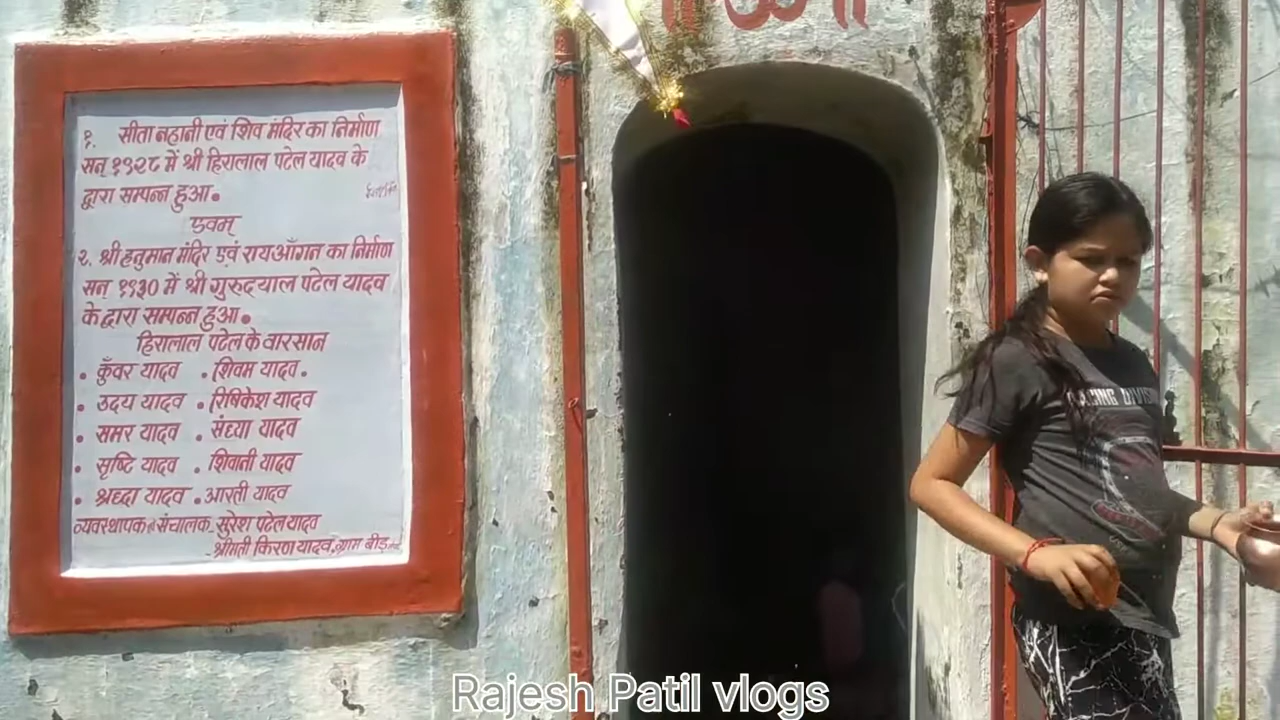 ॥ ॐ ॥
१. सीता नहानी एवं शिव मंदिर का निर्माण
सन् १९२८ में श्री हिरालाल पटेल यादव के
द्वारा सम्पन्न हुआ.
एवम्
२. श्री हनुमान मंदिर एवं रायआँगन का निर्माण
सन् १९३० में श्री गुरुदयाल पटेल यादव
के द्वारा सम्पन्न हुआ.
हिरालाल पटेल के वारसान
• कुँवर यादव • शिवम यादव.
• उदय यादव • रिषिकेश यादव
• समर यादव • संध्या यादव
• सृष्टि यादव • शिवानी यादव
• श्रध्दा यादव • आरती यादव
व्यवस्थापक संचालक सुरेश पटेल यादव
- श्रीमती किरण यादव, ग्राम बीड़
RACING DIVISION
Rajesh Patil vlogs